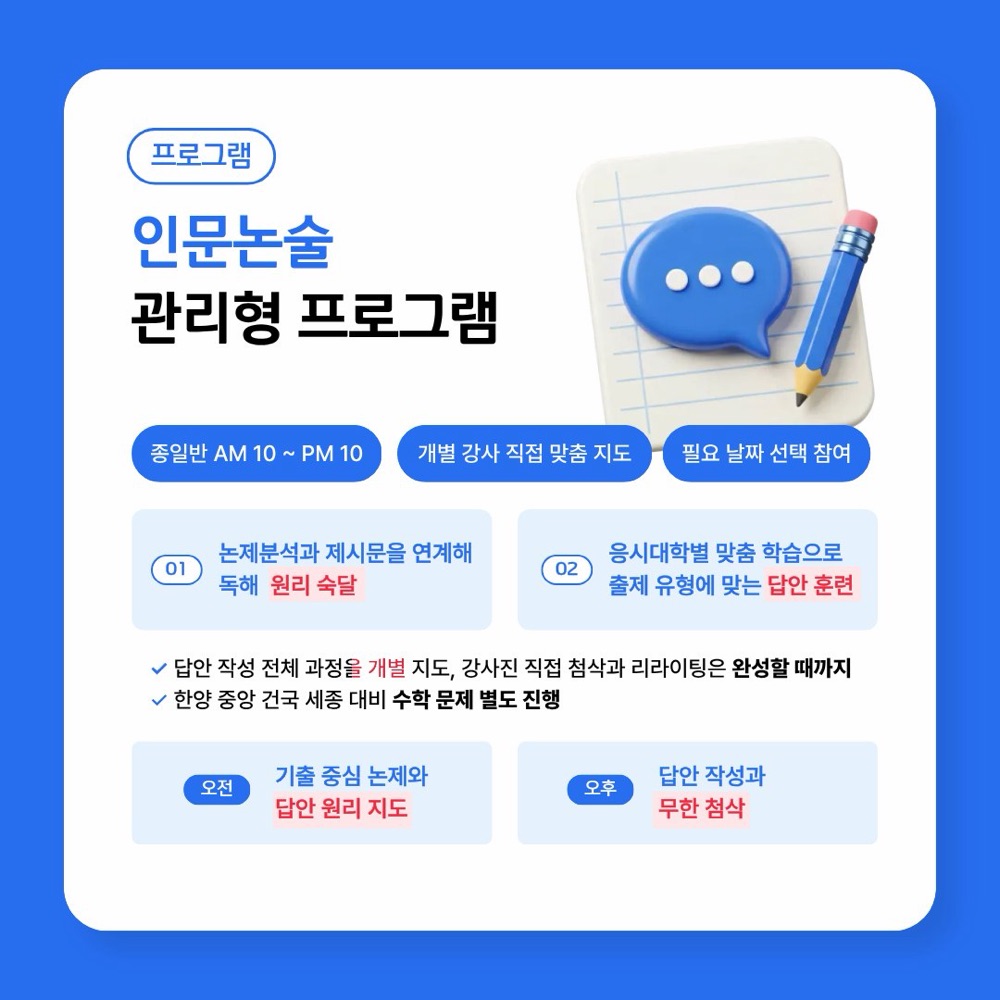 프로그램
인문논술
관리형 프로그램
종일반 AM 10 ~ PM 10
개별 강사 직접 맞춤 지도
필요 날짜 선택 참여
01
논제분석과 제시문을 연계해
독해 원리 숙달
02
응시대학별 맞춤 학습으로
출제 유형에 맞는 답안 훈련
✓ 답안 작성 전체 과정을 개별 지도, 강사진 직접 첨삭과 리라이팅은 완성할 때까지
✓ 한양 중앙 건국 세종 대비 수학 문제 별도 진행
오전
기출 중심 논제와
답안 원리 지도
오후
답안 작성과
무한 첨삭